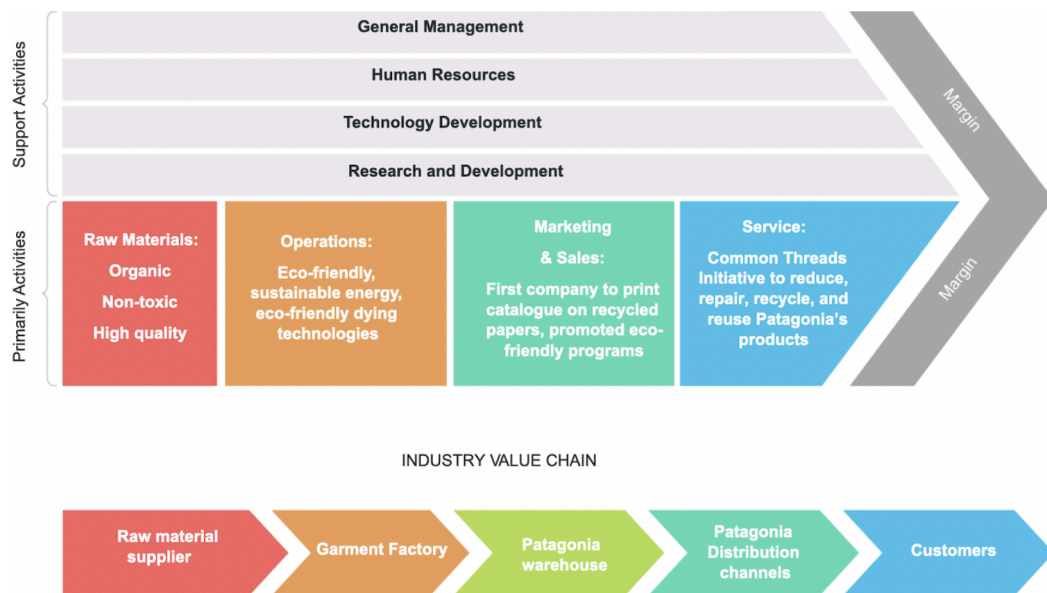 Support Activities
General Management
Human Resources
Technology Development
Research and Development
Margin
Margin
Primarily Activities
Raw Materials:
Organic
Non-toxic
High quality
Operations:
Eco-friendly,
sustainable energy,
eco-friendly dying
technologies
Marketing
& Sales:
First company to print
catalogue on recycled
papers, promoted eco-
friendly programs
Service:
Common Threads
Initiative to reduce,
repair, recycle, and
reuse Patagonia's
products
INDUSTRY VALUE CHAIN
Raw material
supplier
Garment Factory
Patagonia
warehouse
Patagonia
Distribution
channels
Customers